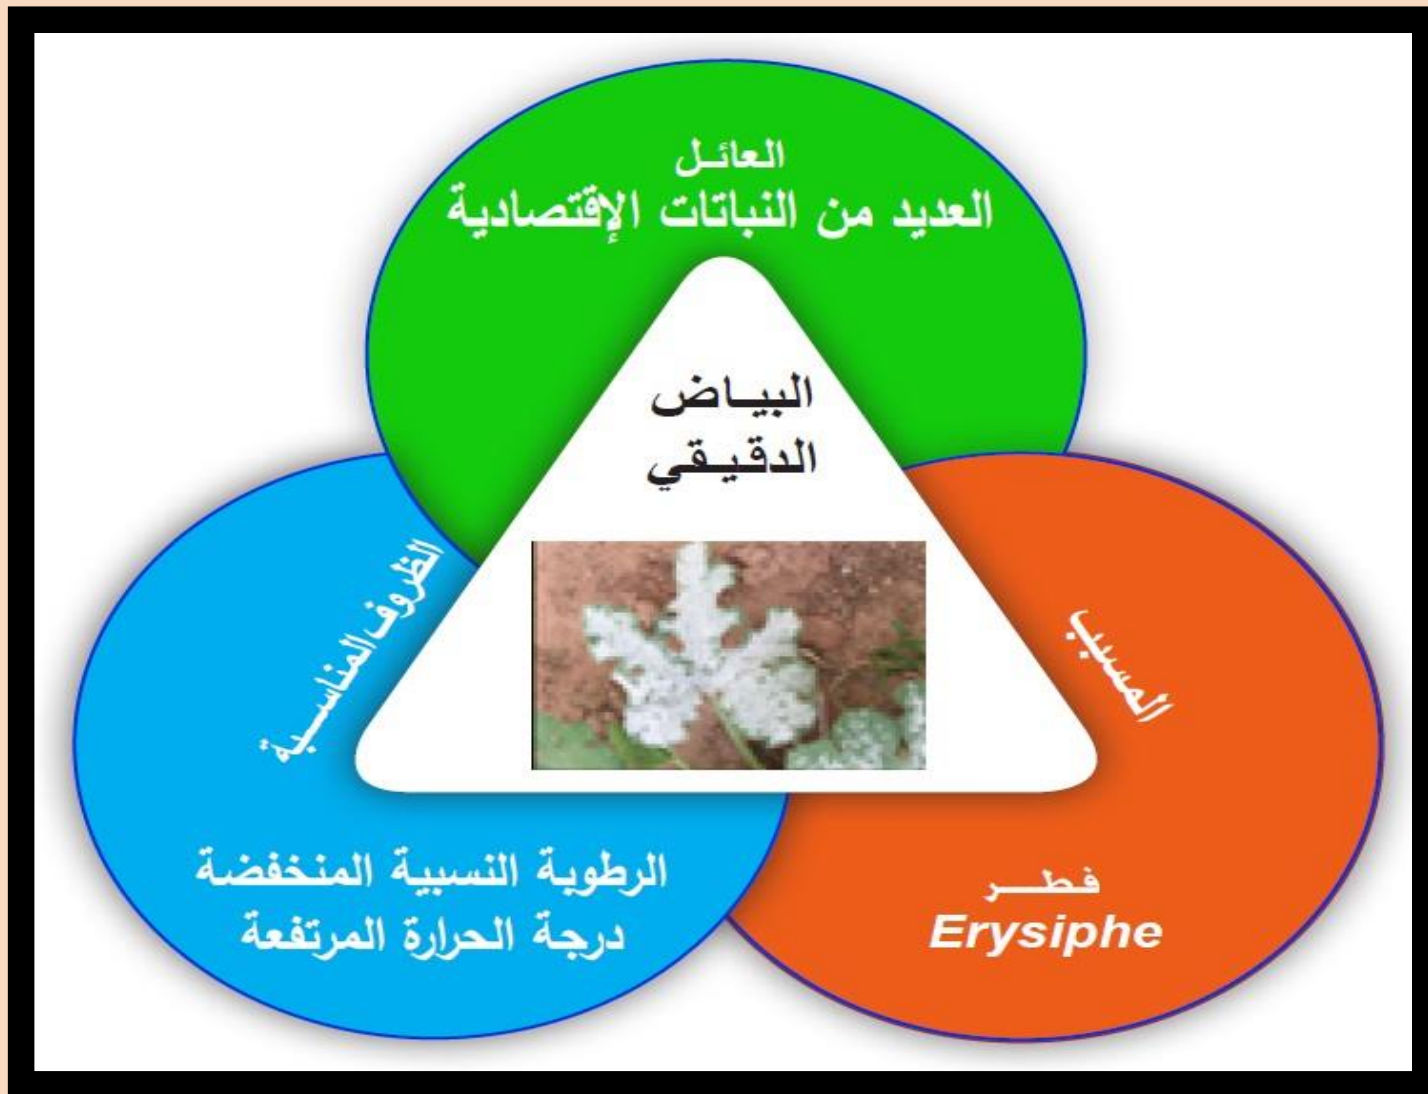 العائل
العديد من النباتات الإقتصادية
البياض
الدقيقي
المسبب
فطر
Erysiphe
الظروف المناسبة
الرطوبة النسبية المنخفضة
درجة الحرارة المرتفعة